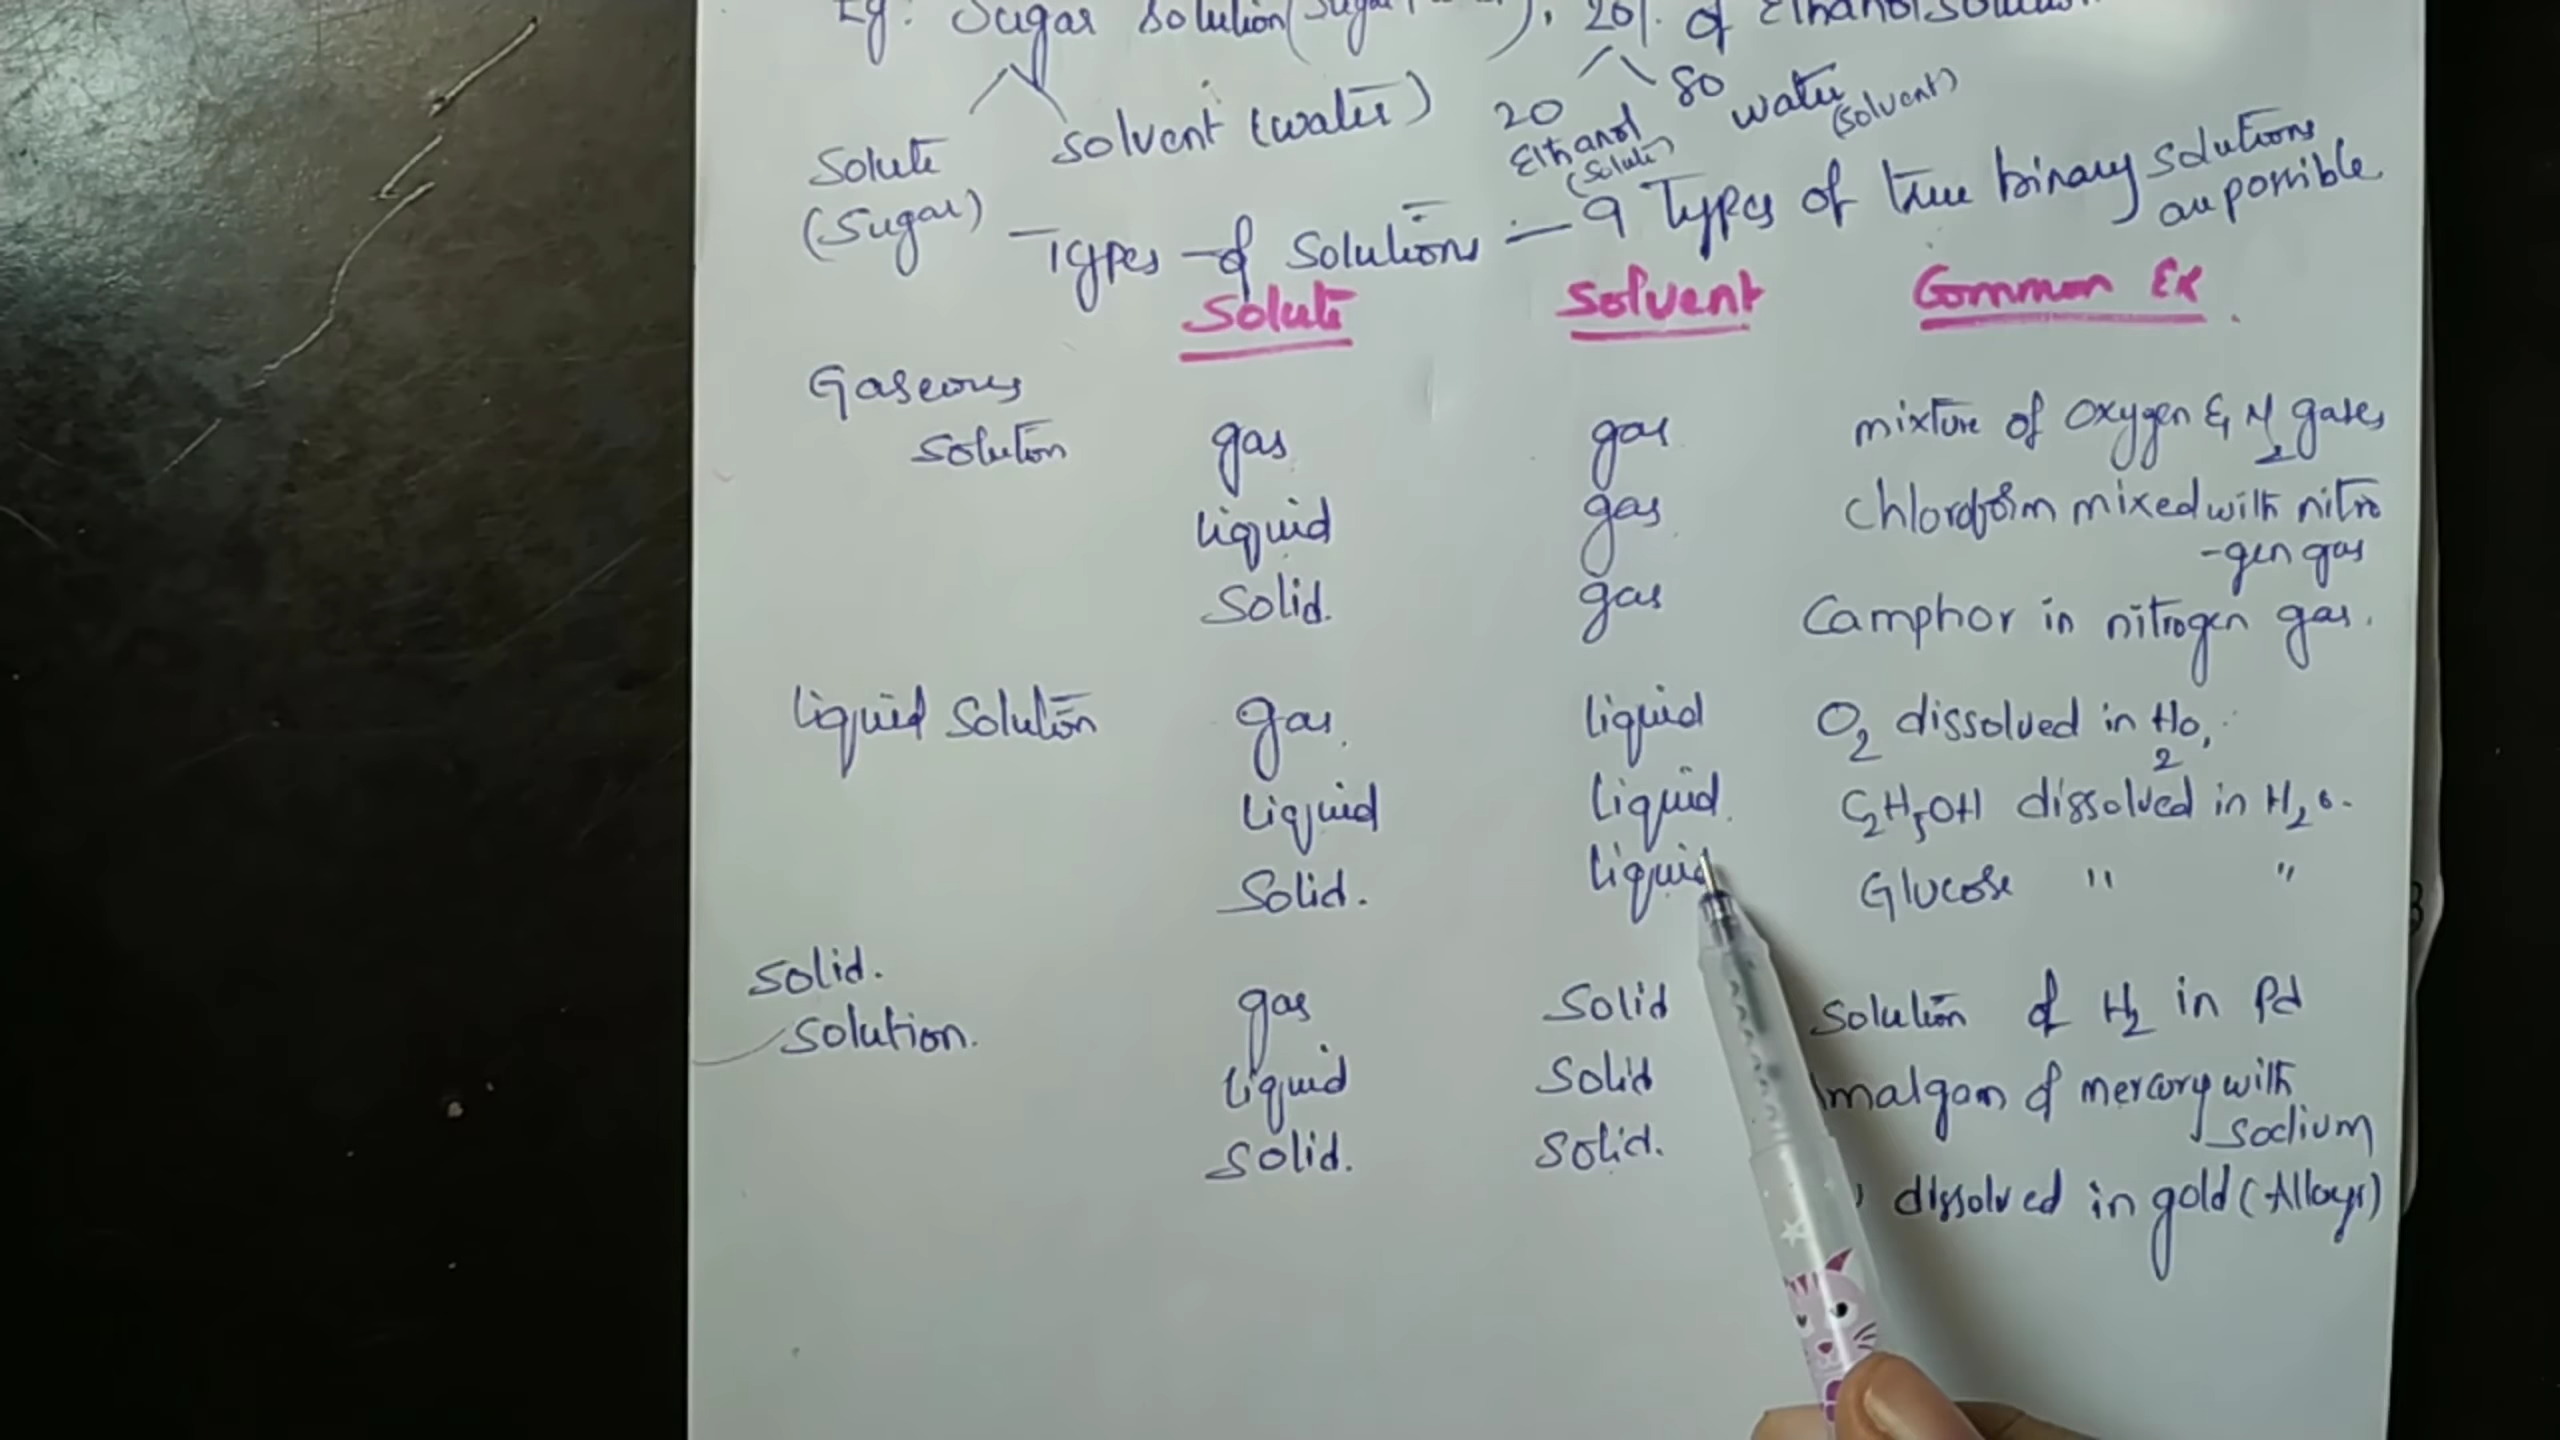 Eg: Sugar solution(Sugar), 20% of Ethanol solution
Solute solvent (water) 20 80 water
(Sugar) Ethanol (solvent)
(Solute)
Types of Solutions :- 9 Types of true binary solutions
are possible
Solute Solvent Common Ex.
Gaseous
solution gas gas mixture of Oxygen & N2 gases
liquid gas Chloroform mixed with nitro
-gen gas
Solid. gas Camphor in nitrogen gas.
Liquid Solution gas. liquid O2 dissolved in H2O,
Liquid liquid. C2H5OH dissolved in H2O.
Solid. liquid Glucose " "
Solid.
Solution. gas Solid Solution of H2 in Pd
Liquid Solid malgam of mercury with
sodium
Solid. Solid. dissolved in gold (Alloys)